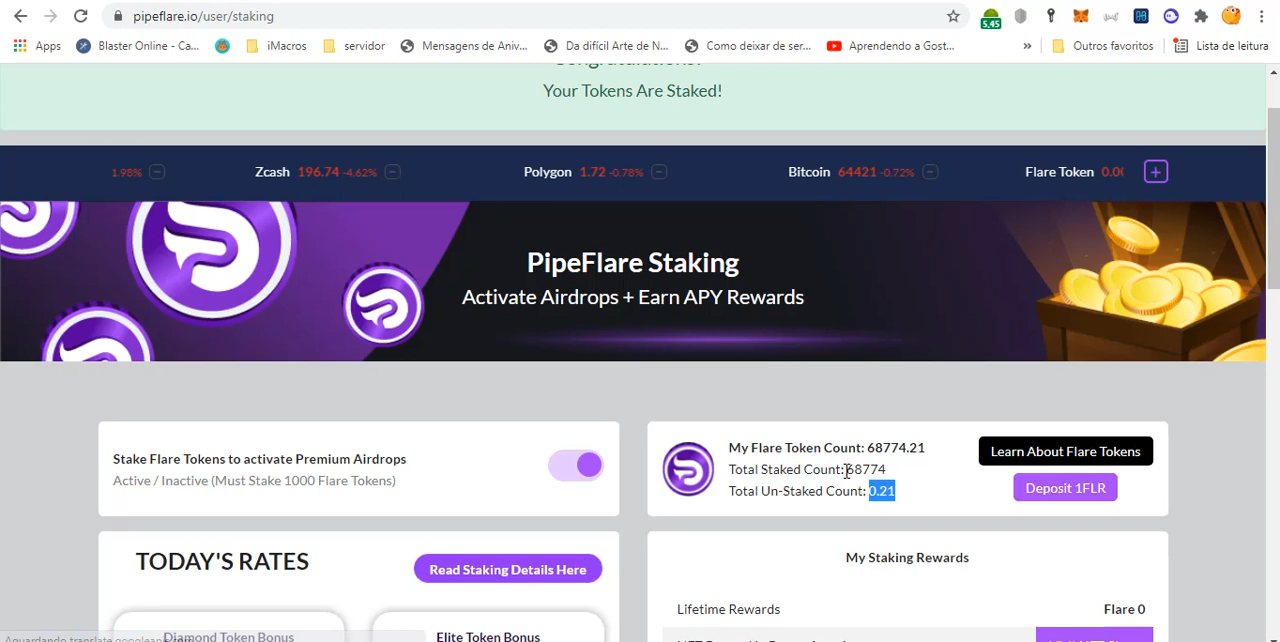 pipeflare.io/user/staking
5.45
Apps
Blaster Online - Ca...
iMacros
servidor
Mensagens de Aniv...
Da difícil Arte de N...
Como deixar de ser...
Aprendendo a Gost...
»
Outros favoritos
Lista de leitura
Congratulations!
Your Tokens Are Staked!
1.98%
Zcash 196.74 -4.62%
Polygon 1.72 -0.78%
Bitcoin 64421 -0.72%
Flare Token 0.00
+
PipeFlare Staking
Activate Airdrops + Earn APY Rewards
Stake Flare Tokens to activate Premium Airdrops
Active / Inactive (Must Stake 1000 Flare Tokens)
My Flare Token Count: 68774.21
Total Staked Count: 68774
Total Un-Staked Count: 0.21
Learn About Flare Tokens
Deposit 1FLR
TODAY'S RATES
Read Staking Details Here
Diamond Token Bonus
Elite Token Bonus
My Staking Rewards
Lifetime Rewards
Flare 0